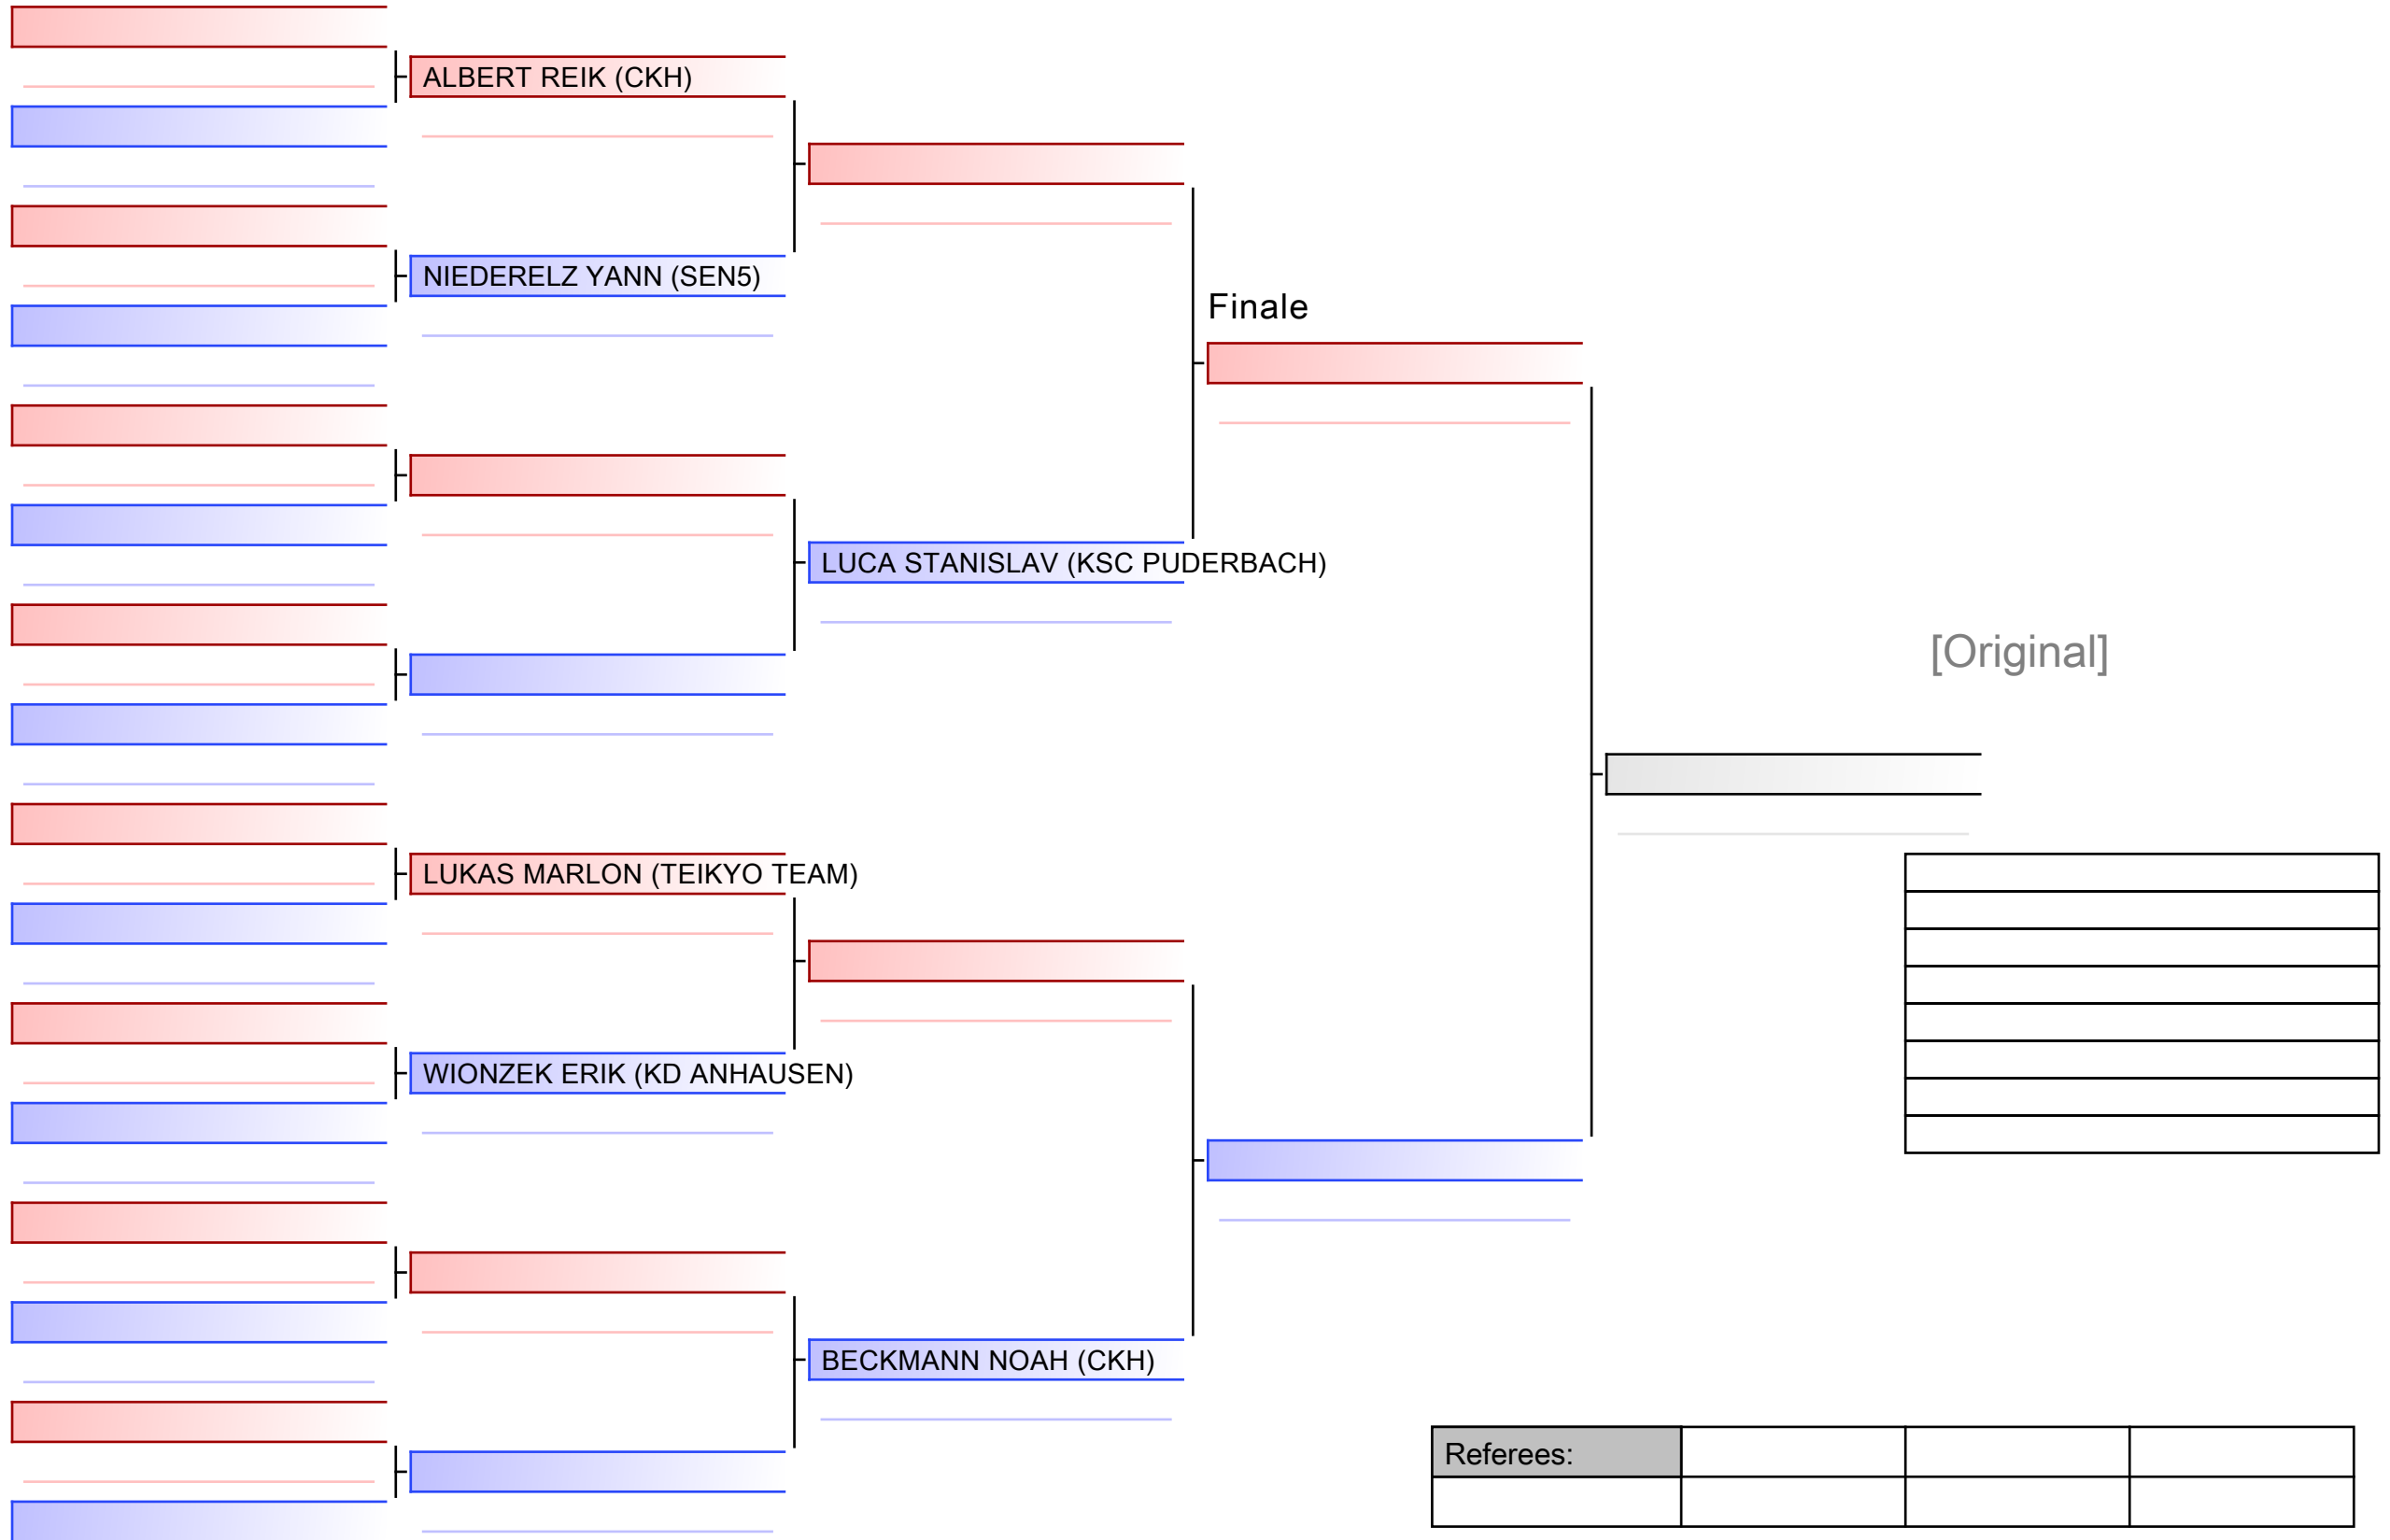 ALBERT REIK (CKH)
NIEDERELZ YANN (SEN5)
Finale
LUCA STANISLAV (KSC PUDERBACH)
[Original]
LUKAS MARLON (TEIKYO TEAM)
WIONZEK ERIK (KD ANHAUSEN)
BECKMANN NOAH (CKH)
Referees: